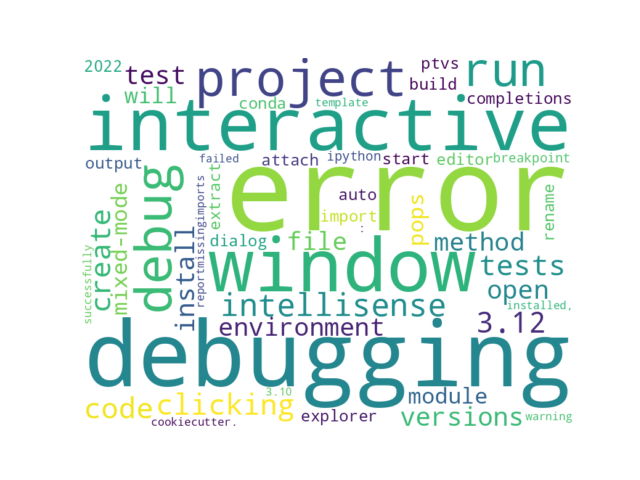 2022
test
project
ptvs
run
will
conda
template
build
completions
interactive
output
failed
attach
ipython
start
editor
breakpoint
error
debug
create
mixed-mode
successfully
install
reportmissingimports
extract
auto
import
:
pops
rename
dialog
file
method
window
tests
intellisense
open
installed,
environment
3.12
debugging
3.10
module
code
clicking
explorer
versions
warning
cookiecutter.